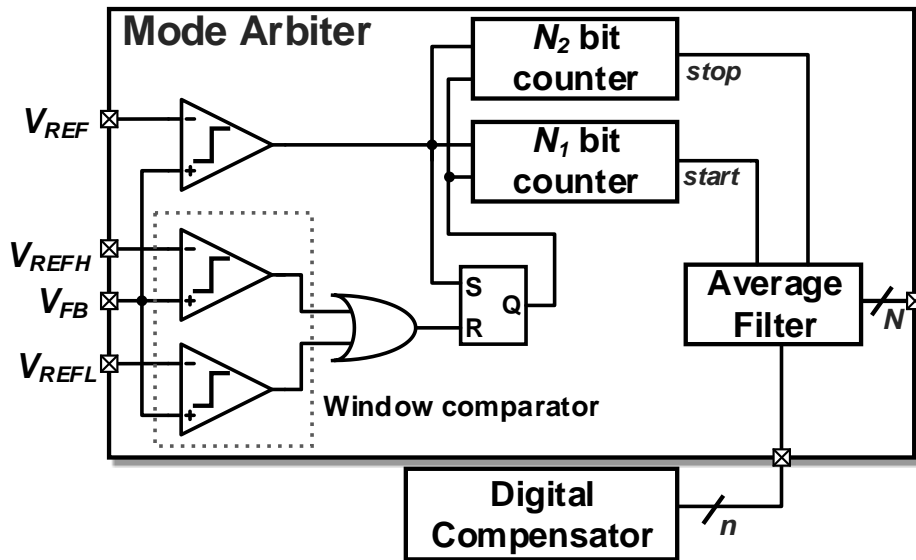 Mode Arbiter
N2 bit
counter
stop
VREF
−
+
N1 bit
counter
start
VREFH
−
VFB
+
VREFL
−
+
S
R
Q
Average
Filter
N
Window comparator
Digital
Compensator
n